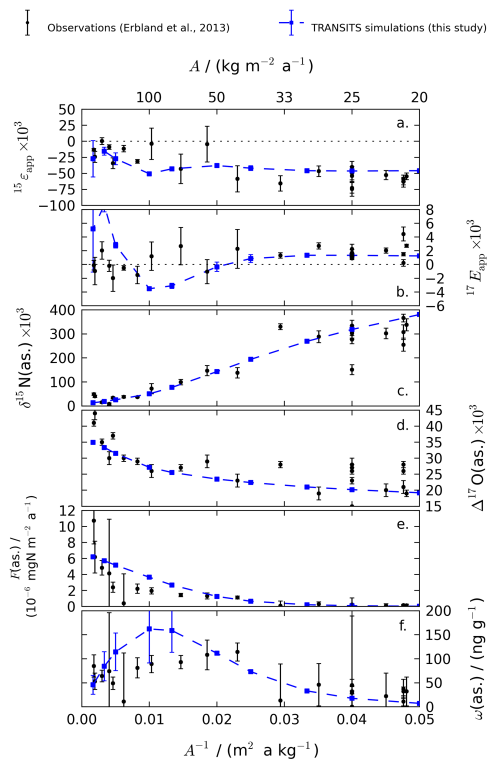 Observations (Erbland et al., 2013)
TRANSITS simulations (this study)
A / (kg m⁻² a⁻¹)
100 50 33 25 20
¹⁵ε_app ×10³
50
25
0
−25
−50
−75
−100
a.
¹⁷E_app ×10³
8
6
4
2
0
−2
−4
−6
b.
δ¹⁵N(as.) ×10³
400
300
200
100
0
c.
Δ¹⁷O(as.) ×10³
45
40
35
30
25
20
15
d.
F(as.) /
(10⁻⁶ mgN m⁻² a⁻¹)
12
10
8
6
4
2
0
e.
ω(as.) / (ng g⁻¹)
200
150
100
50
0
f.
0.00 0.01 0.02 0.03 0.04 0.05
A⁻¹ / (m² a kg⁻¹)